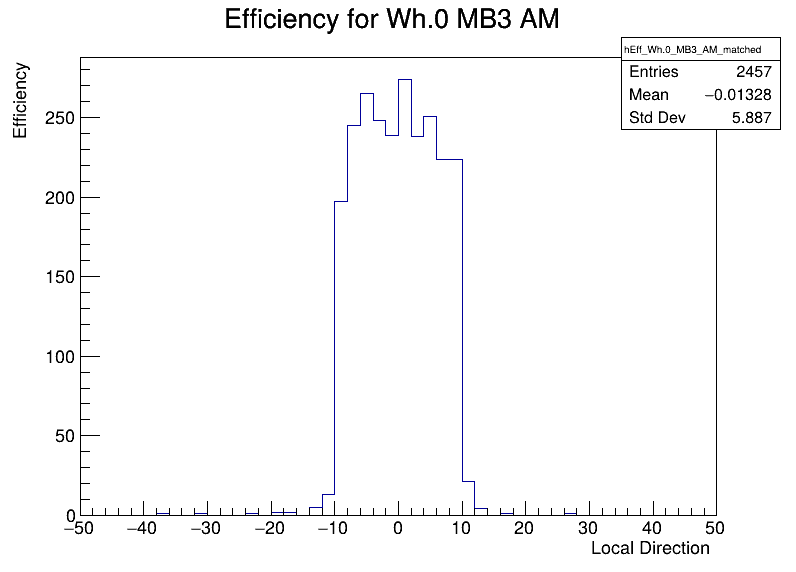 Efficiency for Wh.0 MB3 AM
hEff_Wh.0_MB3_AM_matched
Entries 2457
Mean −0.01328
Std Dev 5.887
Efficiency
250
200
150
100
50
0
−50 −40 −30 −20 −10 0 10 20 30 40 50
Local Direction